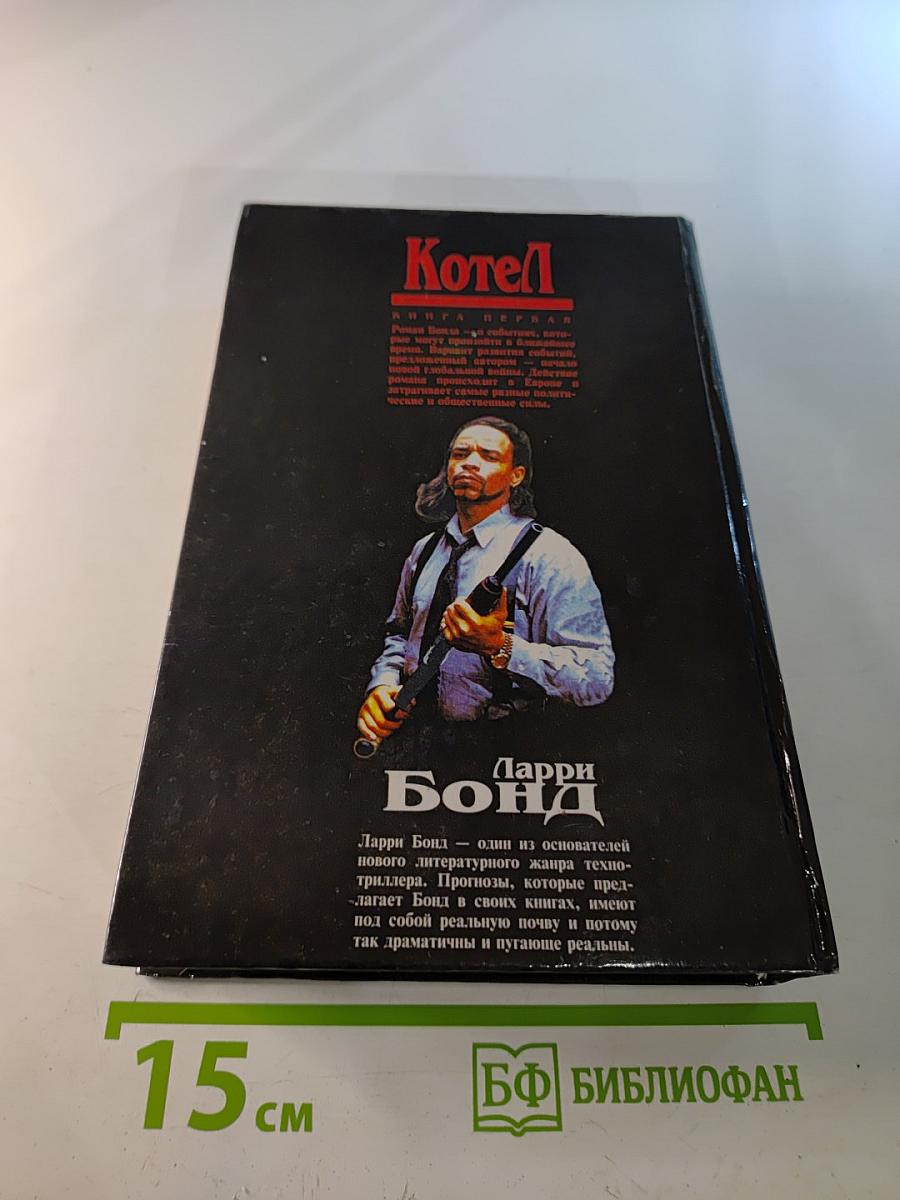 Котел
КНИГА ПЕРВАЯ
Роман Бонда — о событиях, кото-
рые могут произойти в ближайшее
время. Вариант развития событий,
предложенный автором — начало
новой глобальной войны. Действие
романа происходит в Европе и
затрагивает самые разные полити-
ческие и общественные силы.
Ларри
Бонд
Ларри Бонд — один из основателей
нового литературного жанра техно-
триллера. Прогнозы, которые пред-
лагает Бонд в своих книгах, имеют
под собой реальную почву и потому
так драматичны и пугающе реальны.
15 см
БФ БИБЛИОФАН